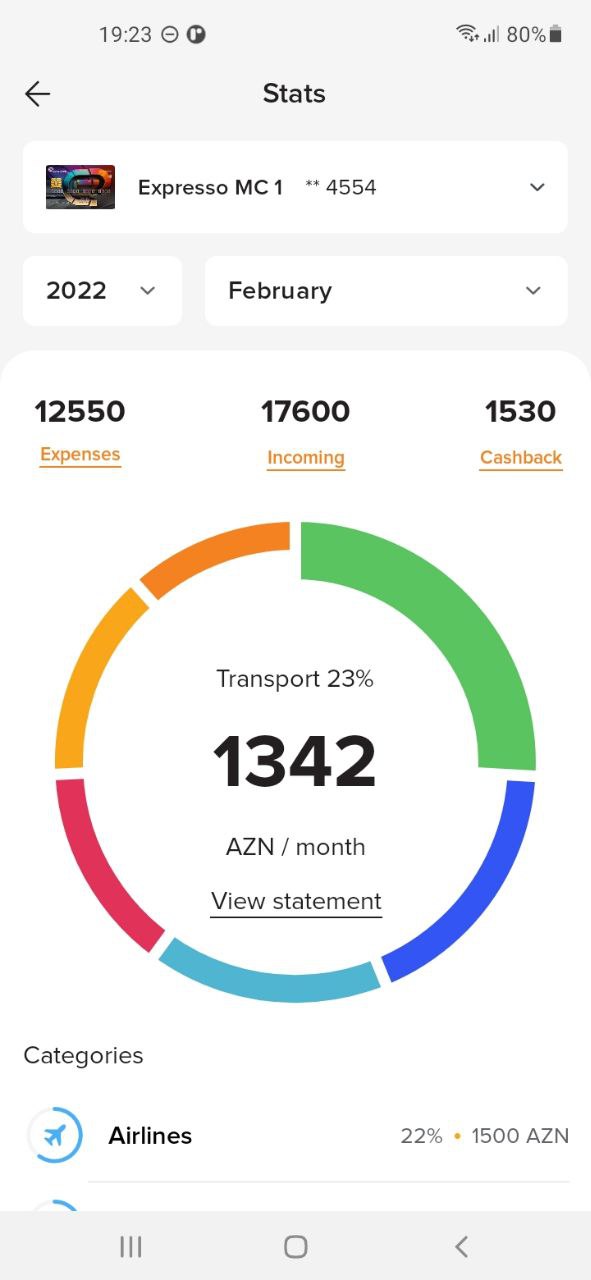 19:23 80%
Stats
Expresso MC 1 ** 4554
2022 February
12550 17600 1530
Expenses Incoming Cashback
Transport 23%
1342
AZN / month
View statement
Categories
Airlines 22% • 1500 AZN